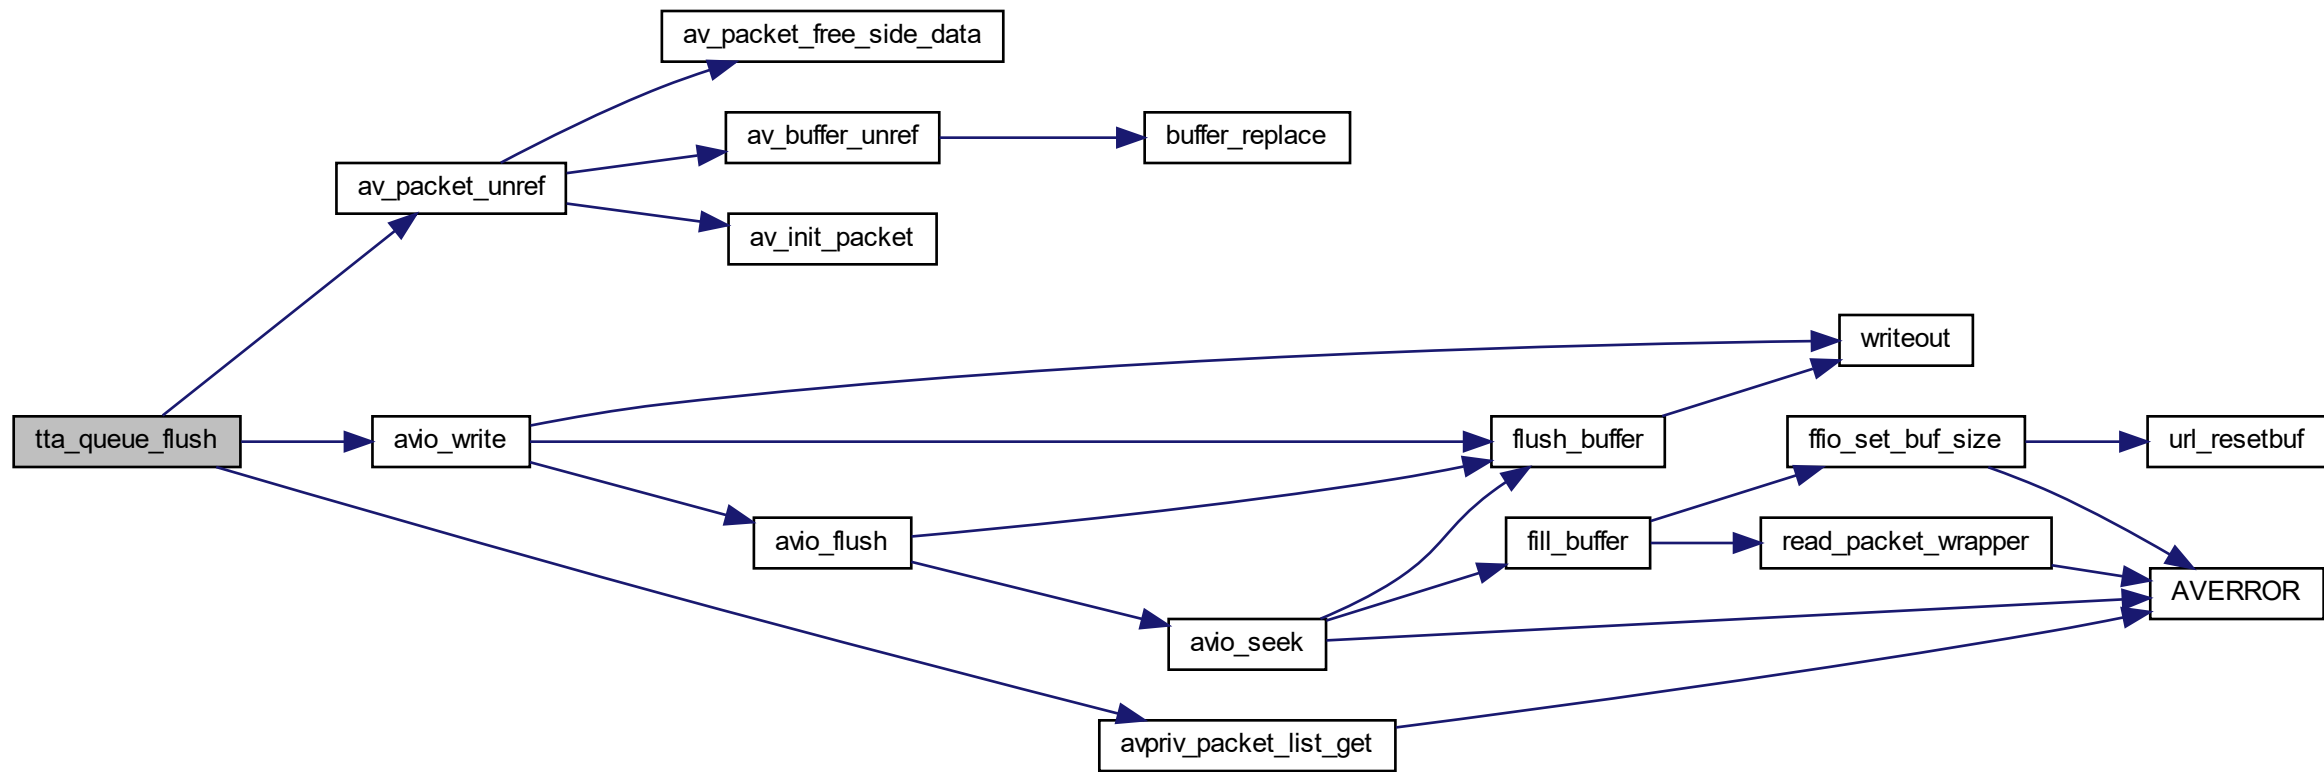 av_packet_free_side_data
av_buffer_unref
buffer_replace
av_packet_unref
av_init_packet
writeout
tta_queue_flush
avio_write
flush_buffer
ffio_set_buf_size
url_resetbuf
avio_flush
fill_buffer
read_packet_wrapper
AVERROR
avio_seek
avpriv_packet_list_get